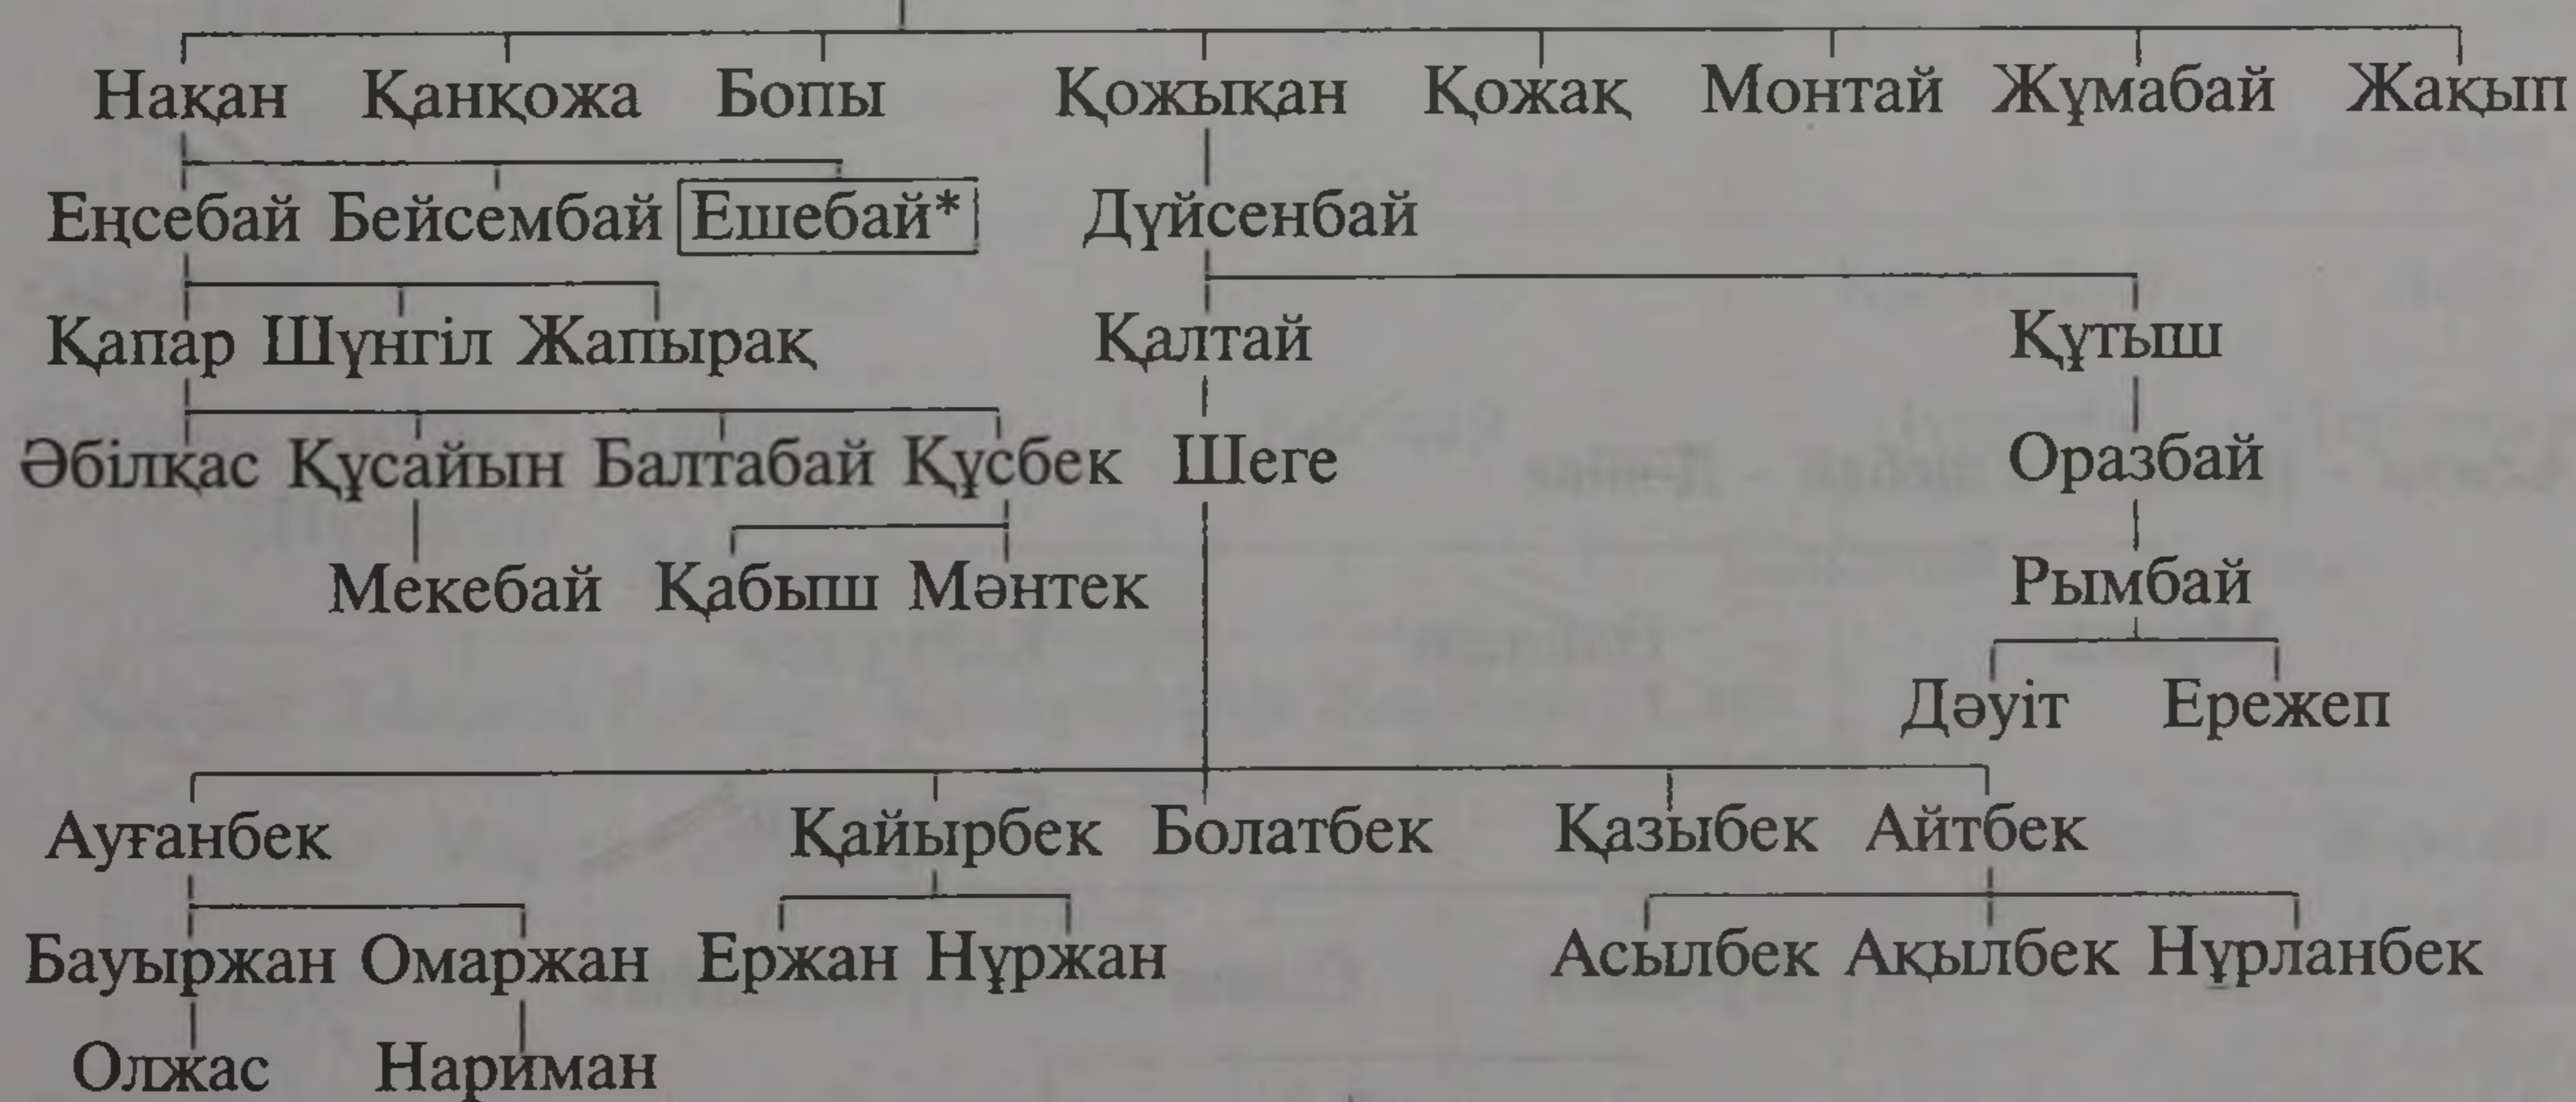 Нақан Қанқожа Бопы Қожықан Қожақ Монтай Жұмабай Жақып
Еңсебай Бейсембай Ешебай* Дүйсенбай
Қапар Шүнгіл Жапырақ Қалтай Құтыш
Әбілқас Құсайын Балтабай Құсбек Шеге Оразбай
Мекебай Қабыш Мәнтек Рымбай
Дәуіт Ережеп
Ауғанбек Қайырбек Болатбек Қазыбек Айтбек
Бауыржан Омаржан Ержан Нұржан Асылбек Ақылбек Нұрланбек
Олжас Нариман